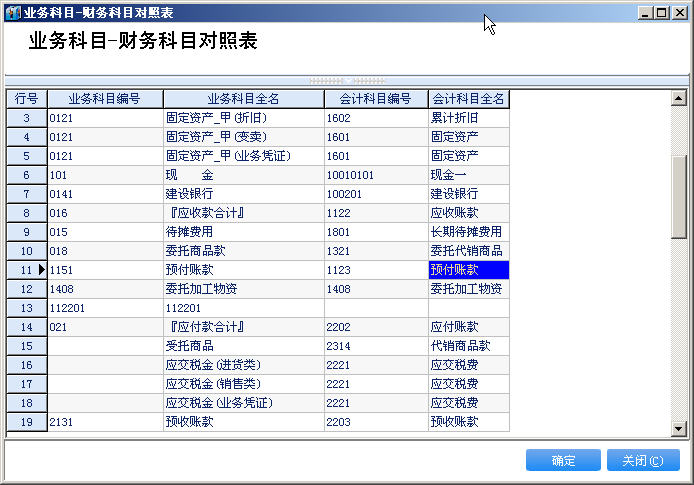 业务科目-财务科目对照表
业务科目-财务科目对照表
行号 业务科目编号 业务科目全名 会计科目编号 会计科目全名
3 0121 固定资产_甲(折旧) 1602 累计折旧
4 0121 固定资产_甲(变卖) 1601 固定资产
5 0121 固定资产_甲(业务凭证) 1601 固定资产
6 101 现　　金 10010101 现金一
7 0141 建设银行 100201 建设银行
8 016 『应收款合计』 1122 应收账款
9 015 待摊费用 1801 长期待摊费用
10 018 委托商品款 1321 委托代销商品
11 1151 预付账款 1123 预付账款
12 1408 委托加工物资 1408 委托加工物资
13 112201 112201
14 021 『应付款合计』 2202 应付账款
15 受托商品 2314 代销商品款
16 应交税金(进货类) 2221 应交税费
17 应交税金(销售类) 2221 应交税费
18 应交税金(业务凭证) 2221 应交税费
19 2131 预收账款 2203 预收账款
确定 关闭(C)